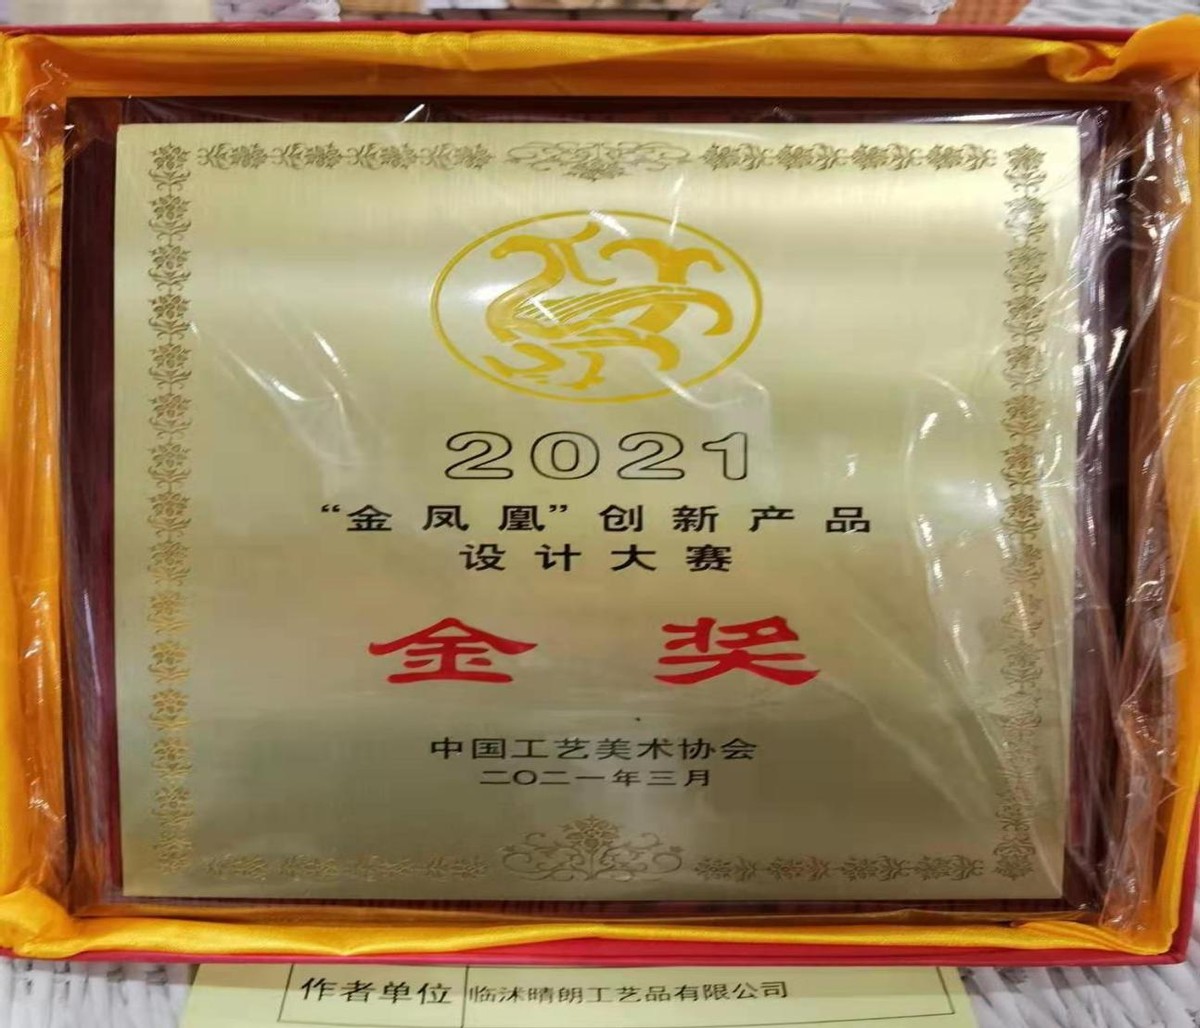 2021
“金凤凰”创新产品
设计大赛
金奖
中国工艺美术协会
二〇二一年三月
作者单位 临沭晴朗工艺品有限公司